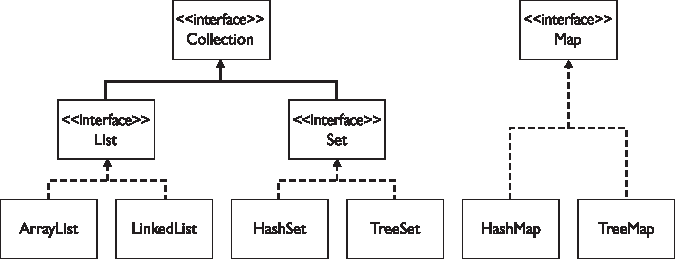 <<interface>>
Collection
<<interface>>
Map
<<interface>>
List
<<interface>>
Set
ArrayList
LinkedList
HashSet
TreeSet
HashMap
TreeMap